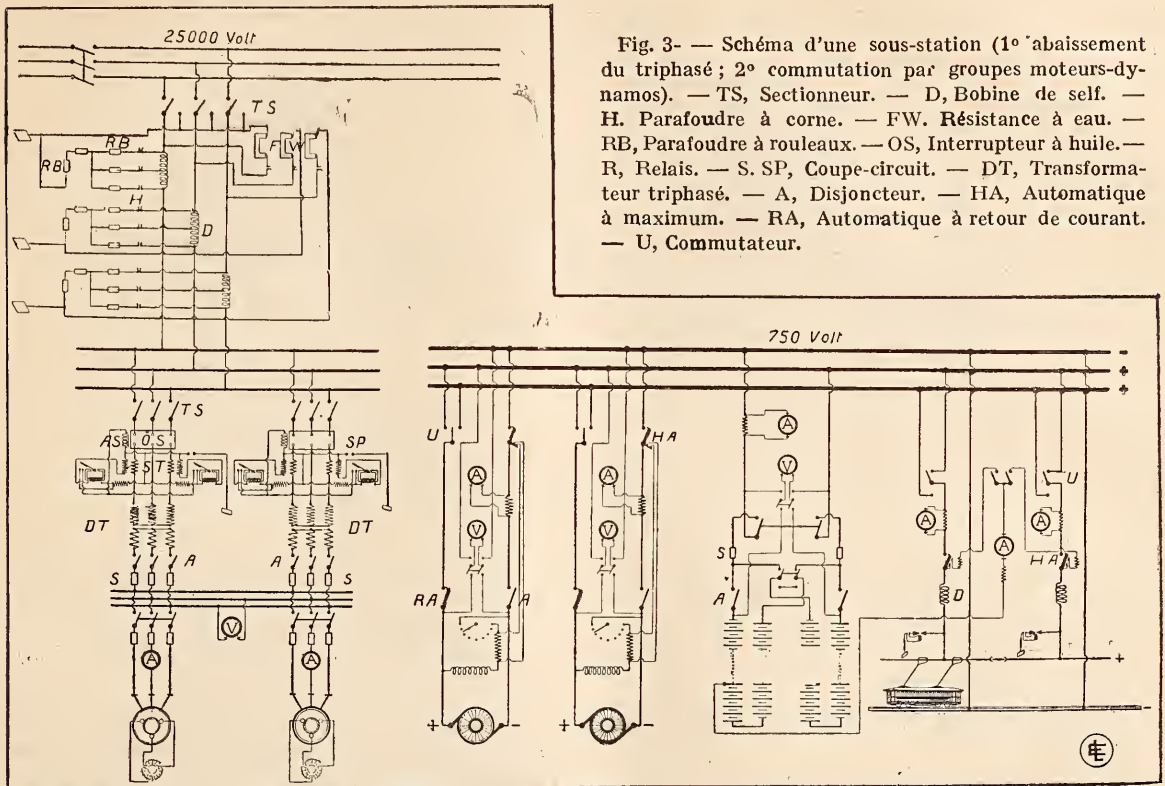 Fig. 3- — Schéma d'une sous-station (1º abaissement
du triphasé ; 2º commutation par groupes moteurs-dy-
namos). — TS, Sectionneur. — D, Bobine de self. —
H. Parafoudre à corne. — FW. Résistance à eau. —
RB, Parafoudre à rouleaux. — OS, Interrupteur à huile. —
R, Relais. — S. SP, Coupe-circuit. — DT, Transforma-
teur triphasé. — A, Disjoncteur. — HA, Automatique
à maximum. — RA, Automatique à retour de courant.
— U, Commutateur.
25000 Volt
TS
RB
F W
RB
H
D
750 Volt
-
+
+
TS
AS OS
SP
ST
DT
DT
A
A
S
S
V
A
A
U
HA
A
A
V
V
RA
A
+ -
+ -
A
V
S
A
U
A
A
A
HA
D
+
-